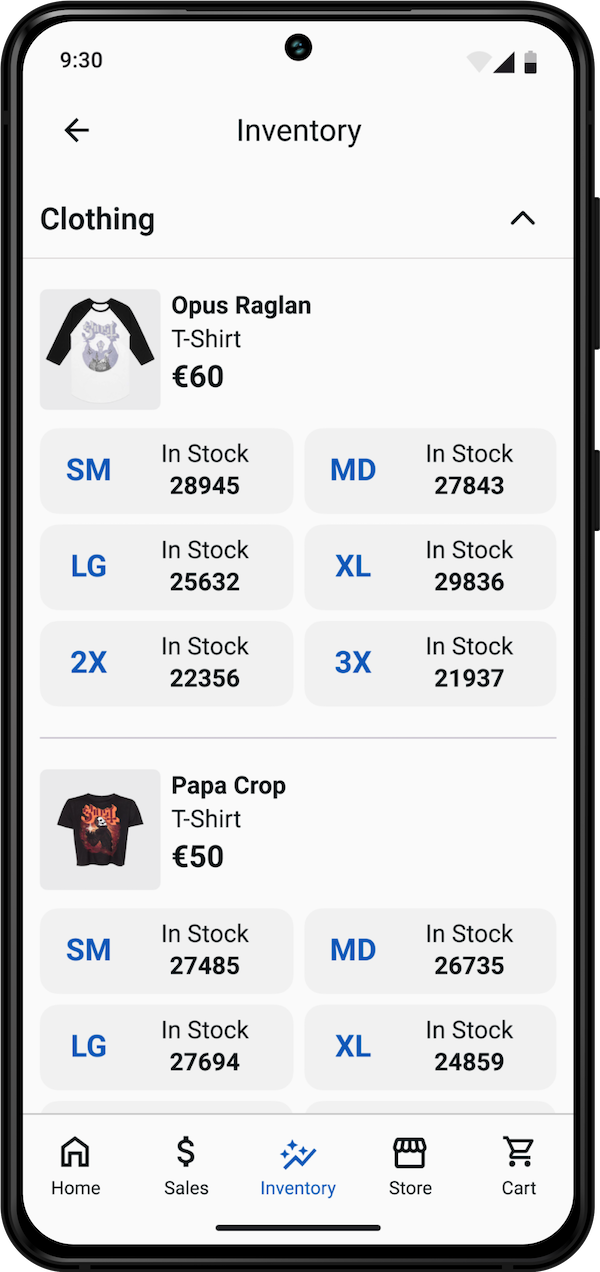 9:30
Inventory
Clothing
Opus Raglan
T-Shirt
€60
SM
In Stock
28945
MD
In Stock
27843
LG
In Stock
25632
XL
In Stock
29836
2X
In Stock
22356
3X
In Stock
21937
Ghost
Papa Crop
T-Shirt
€50
SM
In Stock
27485
MD
In Stock
26735
LG
In Stock
27694
XL
In Stock
24859
Home
Sales
Inventory
Store
Cart